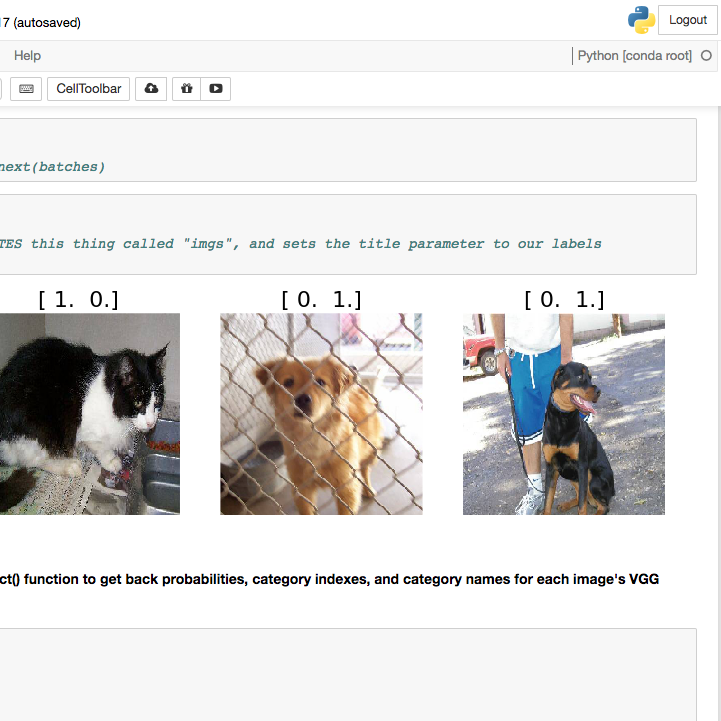 17 (autosaved)
Logout
Help
Python [conda root]
CellToolbar
next(batches)
TES this thing called "imgs", and sets the title parameter to our labels
[ 1. 0.]
[ 0. 1.]
[ 0. 1.]
ct() function to get back probabilities, category indexes, and category names for each image's VGG